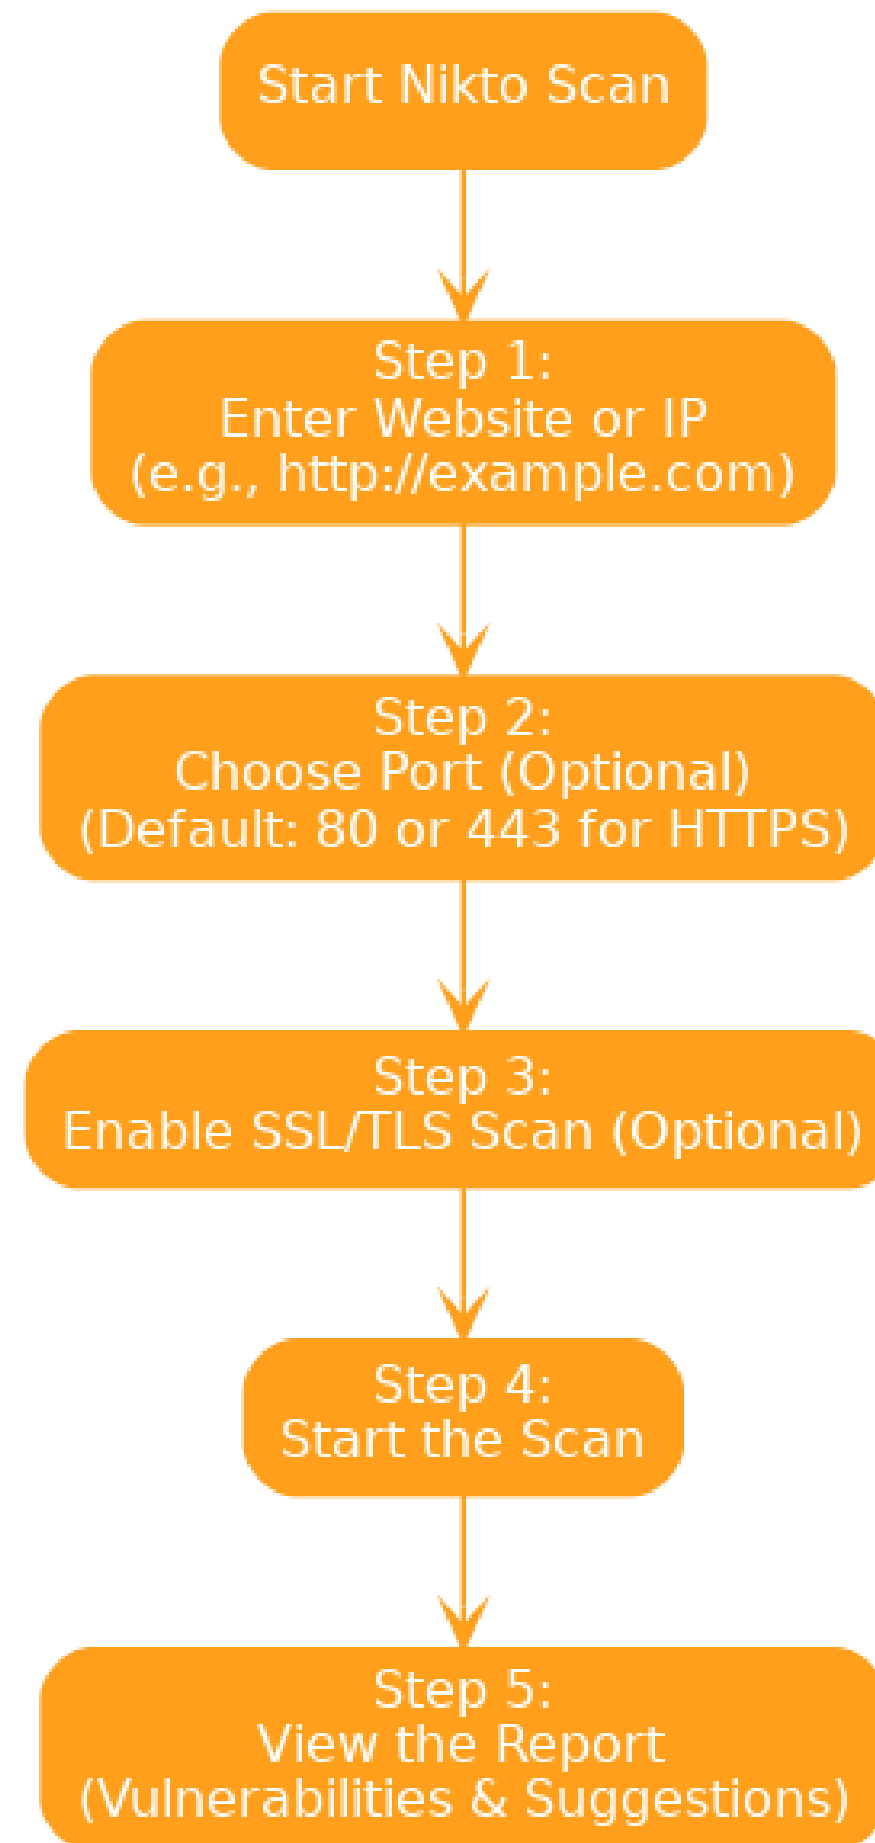 Start Nikto Scan
Step 1:
Enter Website or IP
(e.g., http://example.com)
Step 2:
Choose Port (Optional)
(Default: 80 or 443 for HTTPS)
Step 3:
Enable SSL/TLS Scan (Optional)
Step 4:
Start the Scan
Step 5:
View the Report
(Vulnerabilities & Suggestions)